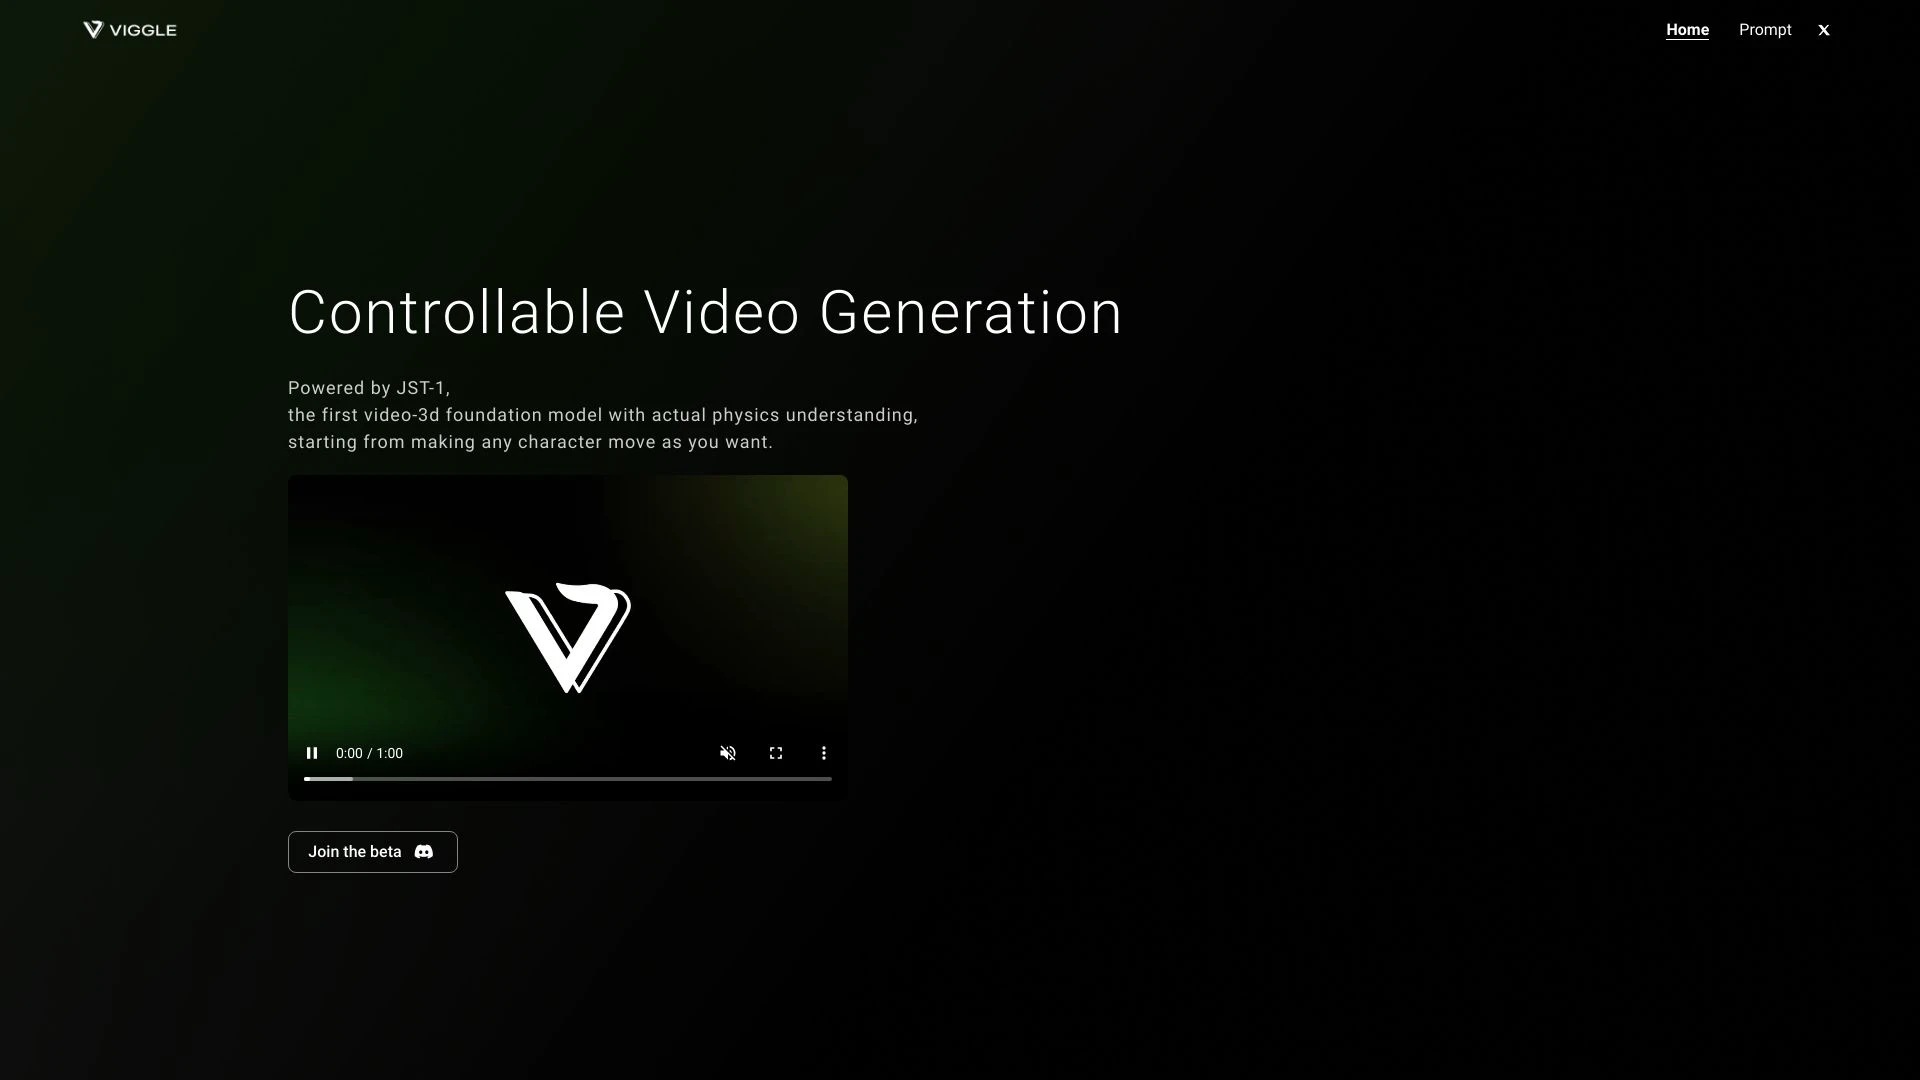 VIGGLE
Home Prompt X
Controllable Video Generation
Powered by JST-1,
the first video-3d foundation model with actual physics understanding,
starting from making any character move as you want.
0:00 / 1:00
Join the beta